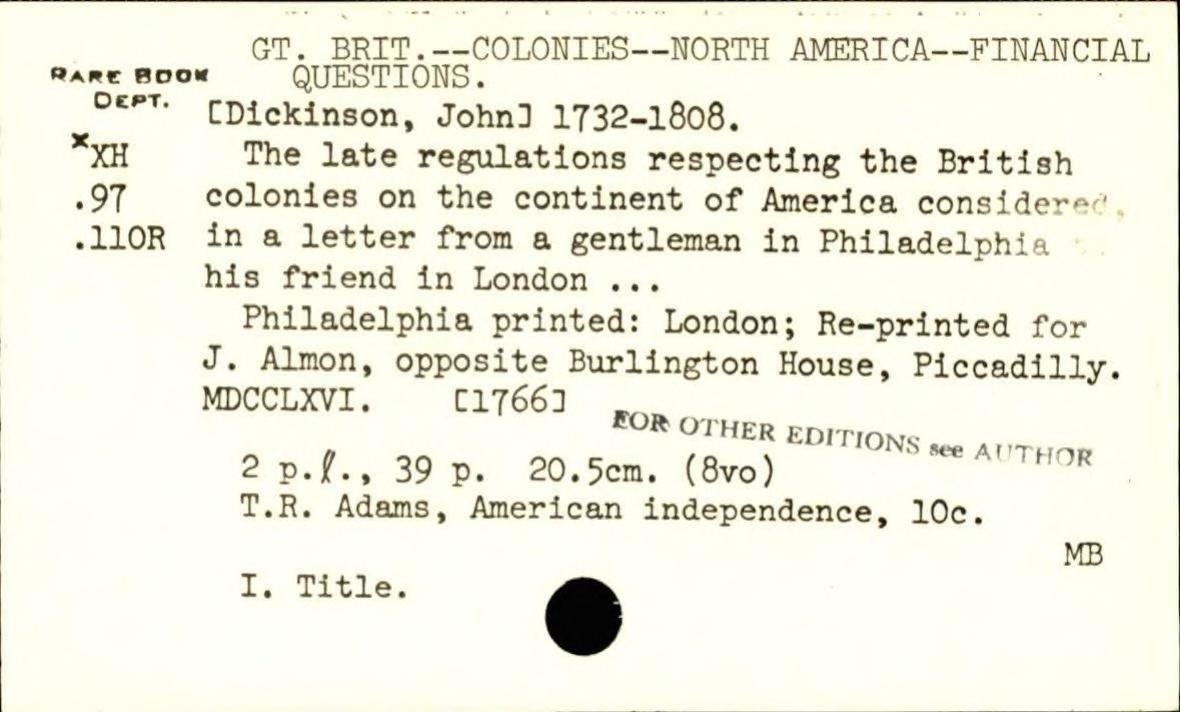 GT. BRIT.--COLONIES--NORTH AMERICA--FINANCIAL
QUESTIONS.
RARE BOOK
DEPT.
[Dickinson, John] 1732-1808.
xXH
.97
.110R
The late regulations respecting the British
colonies on the continent of America considered,
in a letter from a gentleman in Philadelphia
his friend in London ...
Philadelphia printed: London; Re-printed for
J. Almon, opposite Burlington House, Piccadilly.
MDCCLXVI. [1766]
FOR OTHER EDITIONS see AUTHOR
2 p.ℓ., 39 p. 20.5cm. (8vo)
T.R. Adams, American independence, 10c.
MB
I. Title.